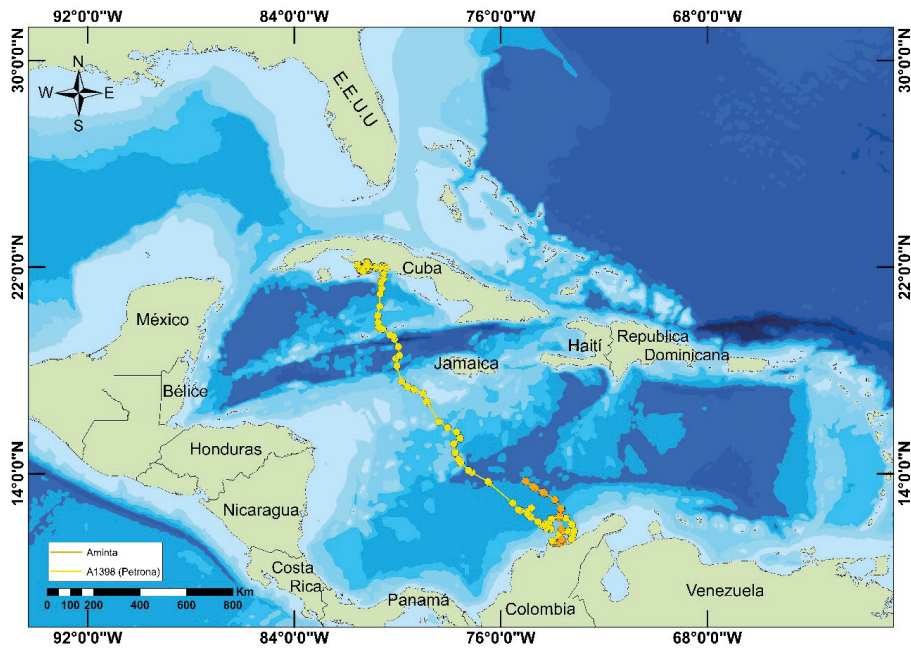 92°0'0"W 84°0'0"W 76°0'0"W 68°0'0"W
30°0'0"N 30°0'0"N
N
W E
S
E.E.U.U
22°0'0"N 22°0'0"N
Cuba
México
Haití
Republica
Dominicana
Jamaica
Bélice
Honduras
14°0'0"N 14°0'0"N
Nicaragua
Aminta
A1398 (Petrona)
Costa
Rica
Km
0 100 200 400 600 800
Panamá
Colombia
Venezuela
92°0'0"W 84°0'0"W 76°0'0"W 68°0'0"W